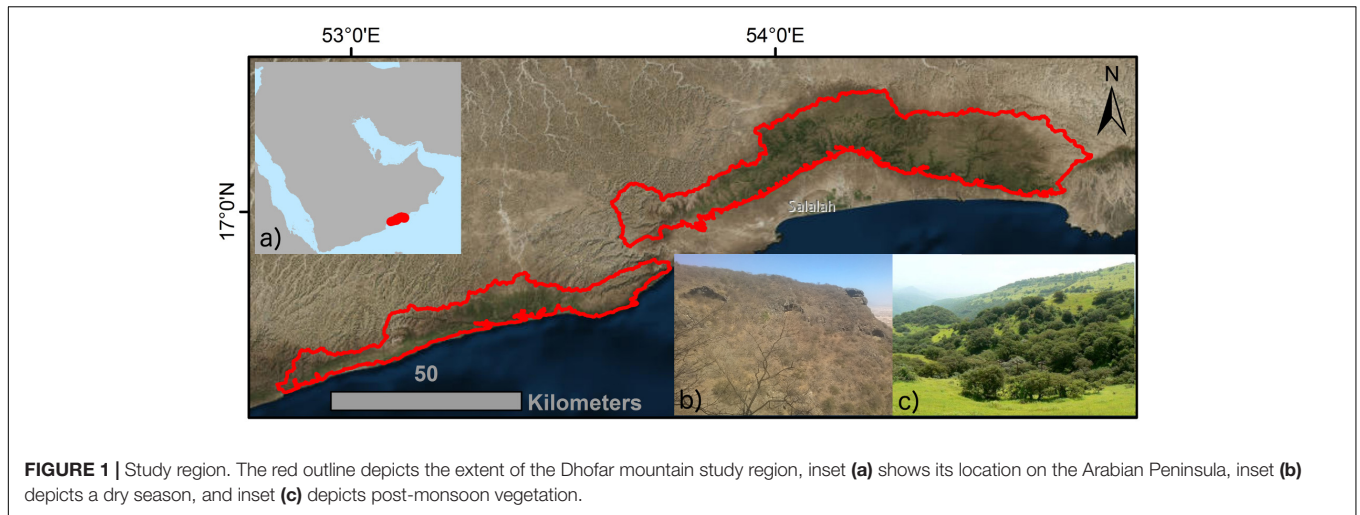 53°0'E
54°0'E
N
17°0'N
a)
Salalah
50
Kilometers
b)
c)
FIGURE 1 | Study region. The red outline depicts the extent of the Dhofar mountain study region, inset (a) shows its location on the Arabian Peninsula, inset (b)
depicts a dry season, and inset (c) depicts post-monsoon vegetation.